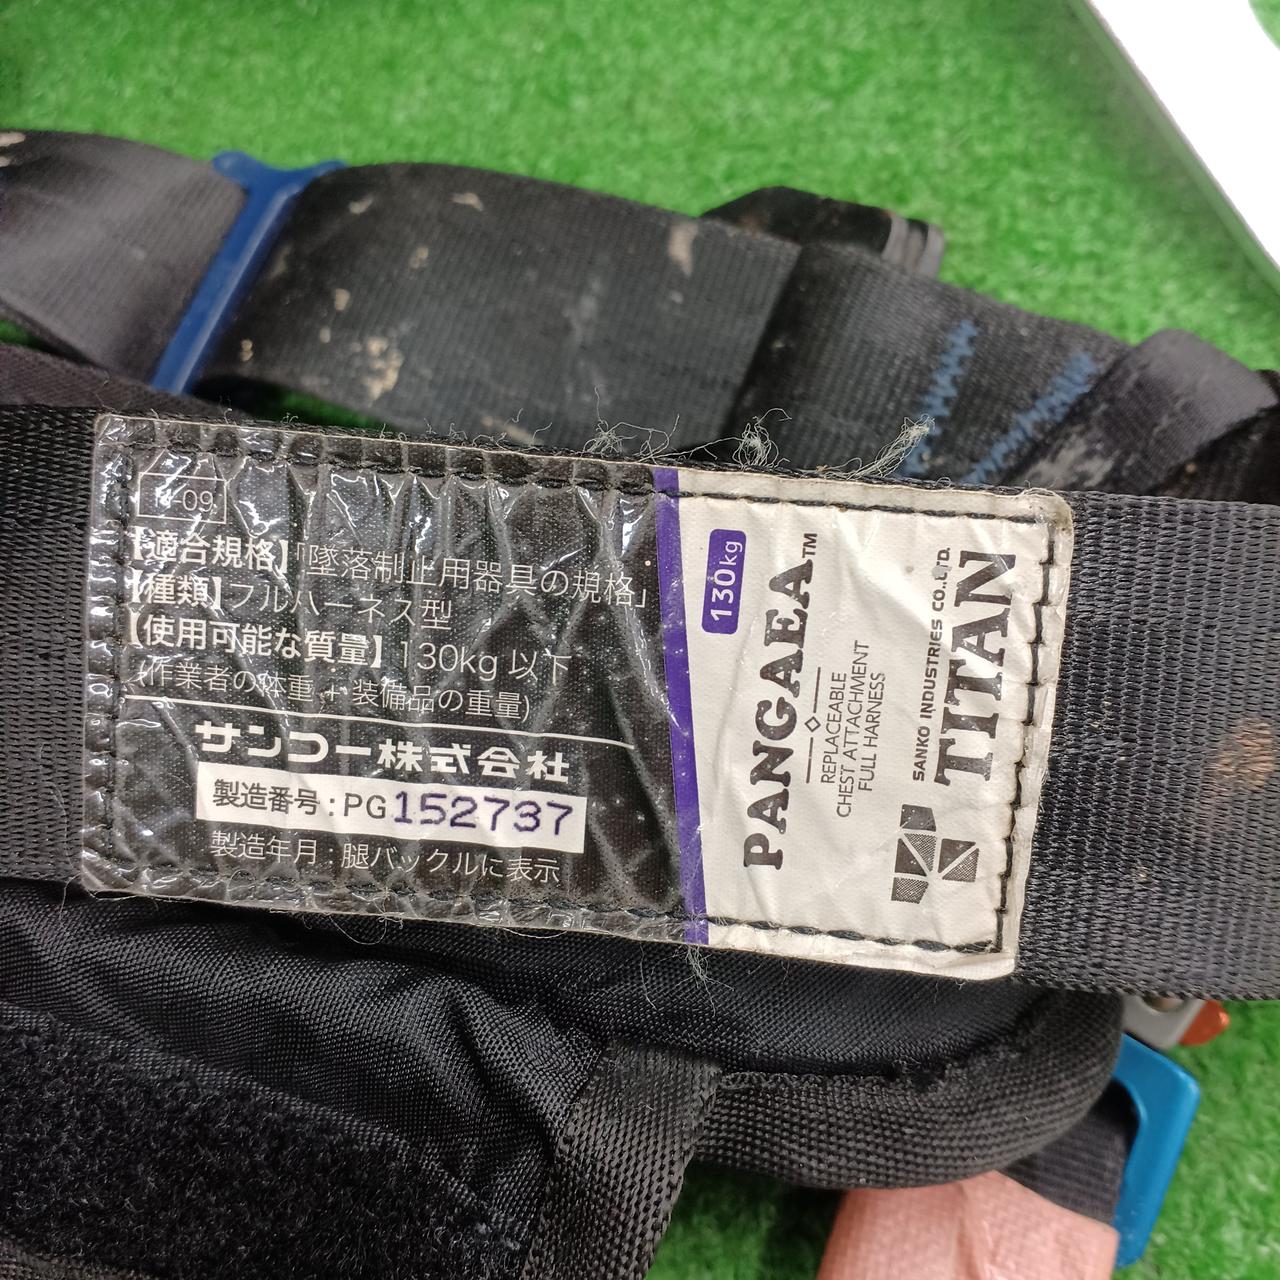 【適合規格】「墜落制止用器具の規格」
【種類】フルハーネス型
【使用可能な質量】130kg 以下
(作業者の体重 + 装備品の重量)
サンコー株式会社
製造番号:PG152737
製造年月:腿バックルに表示
130kg
PANGAEA™
REPLACEABLE
CHEST ATTACHMENT
FULL HARNESS
SANKO INDUSTRIES CO.,LTD.
TITAN